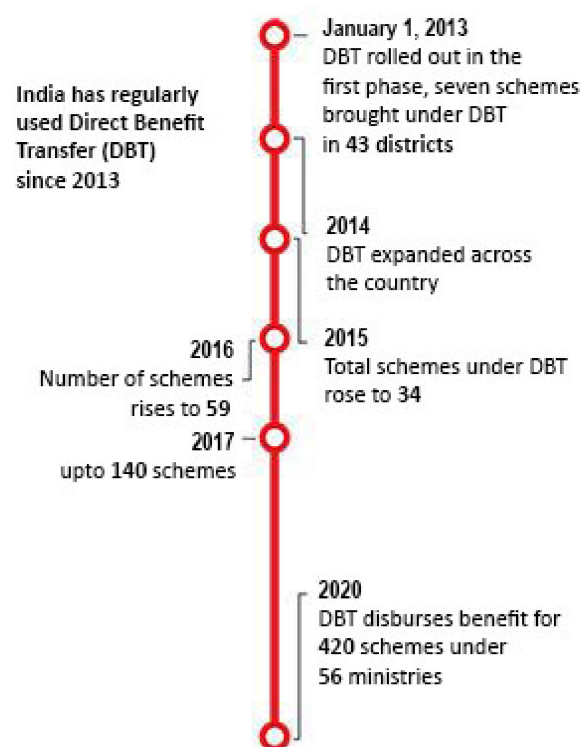 India has regularly
used Direct Benefit
Transfer (DBT)
since 2013
January 1, 2013
DBT rolled out in the
first phase, seven schemes
brought under DBT
in 43 districts
2014
DBT expanded across
the country
2015
Total schemes under DBT
rose to 34
2016
Number of schemes
rises to 59
2017
upto 140 schemes
2020
DBT disburses benefit for
420 schemes under
56 ministries